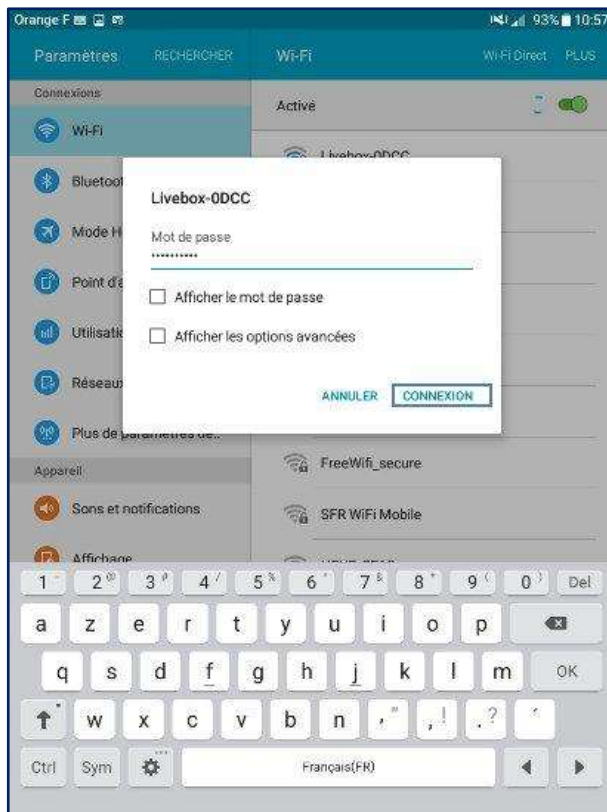 Orange F 93% 10:57
Paramètres RECHERCHER Wi-Fi Wi-Fi Direct PLUS
Connexions
Activé
Wi-Fi
Livebox-0DCC
Livebox-0DCC
Mode H
Mot de passe
••••••••••
Point d'a
Afficher le mot de passe
Afficher les options avancées
Réseau
ANNULER CONNEXION
Plus de paramètres de..
FreeWifi_secure
Appareil
Sons et notifications
SFR WiFi Mobile
Affichage
1 2 @ 3 4 / 5 6 7 & 8 * 9 ( 0 ) Del
a z e r t y u i o p
q s d f g h j k l m OK
w x c v b n ' " , ! . ? ´
Ctrl Sym Français(FR)